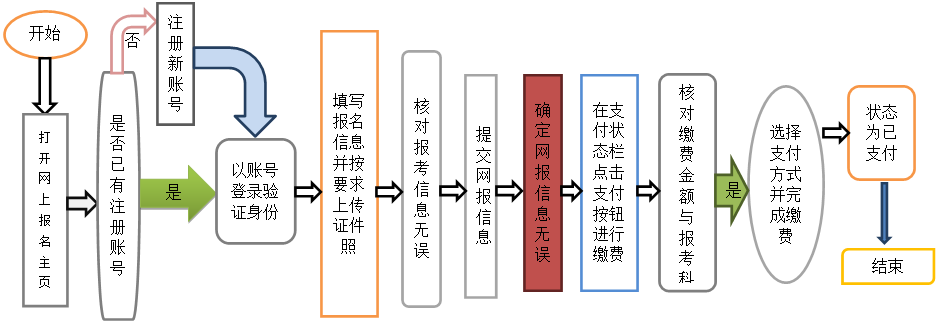 开始
打开网上报名主页
是否已有注册账号
否
注册新账号
是
以账号
登录验
证身份
填写
报名
信息
并按
要求
上传
证件
照
核对报考信息无误
提交网报信息
确定网报信息无误
在支
付状
态栏
点击
支付
按钮
进行
缴费
核对缴费金额与报考科
是
选择
支付
方式
并完
成缴
费
状态
为已
支付
结束